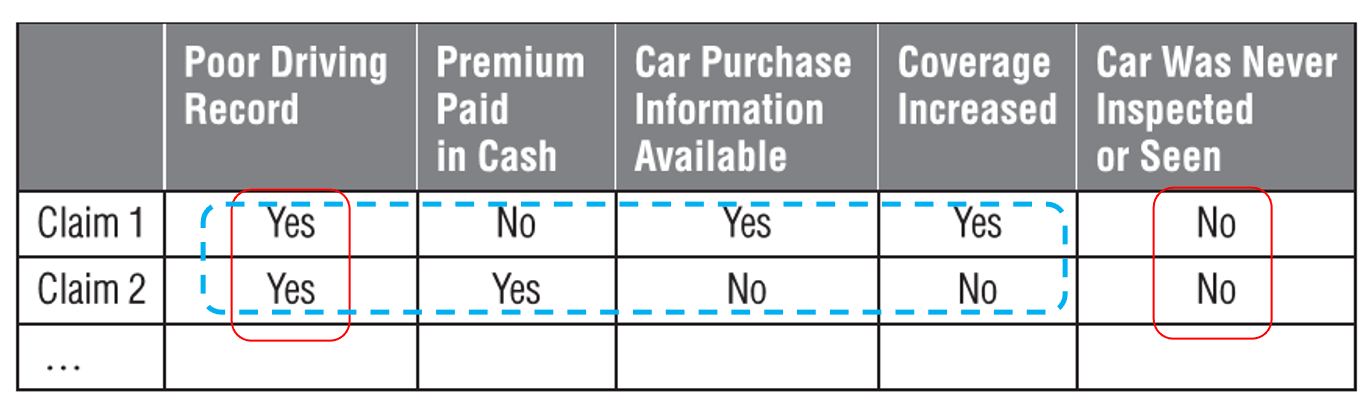 Poor Driving Record
Premium Paid in Cash
Car Purchase Information Available
Coverage Increased
Car Was Never Inspected or Seen
Claim 1 Yes No Yes Yes No
Claim 2 Yes Yes No No No
...